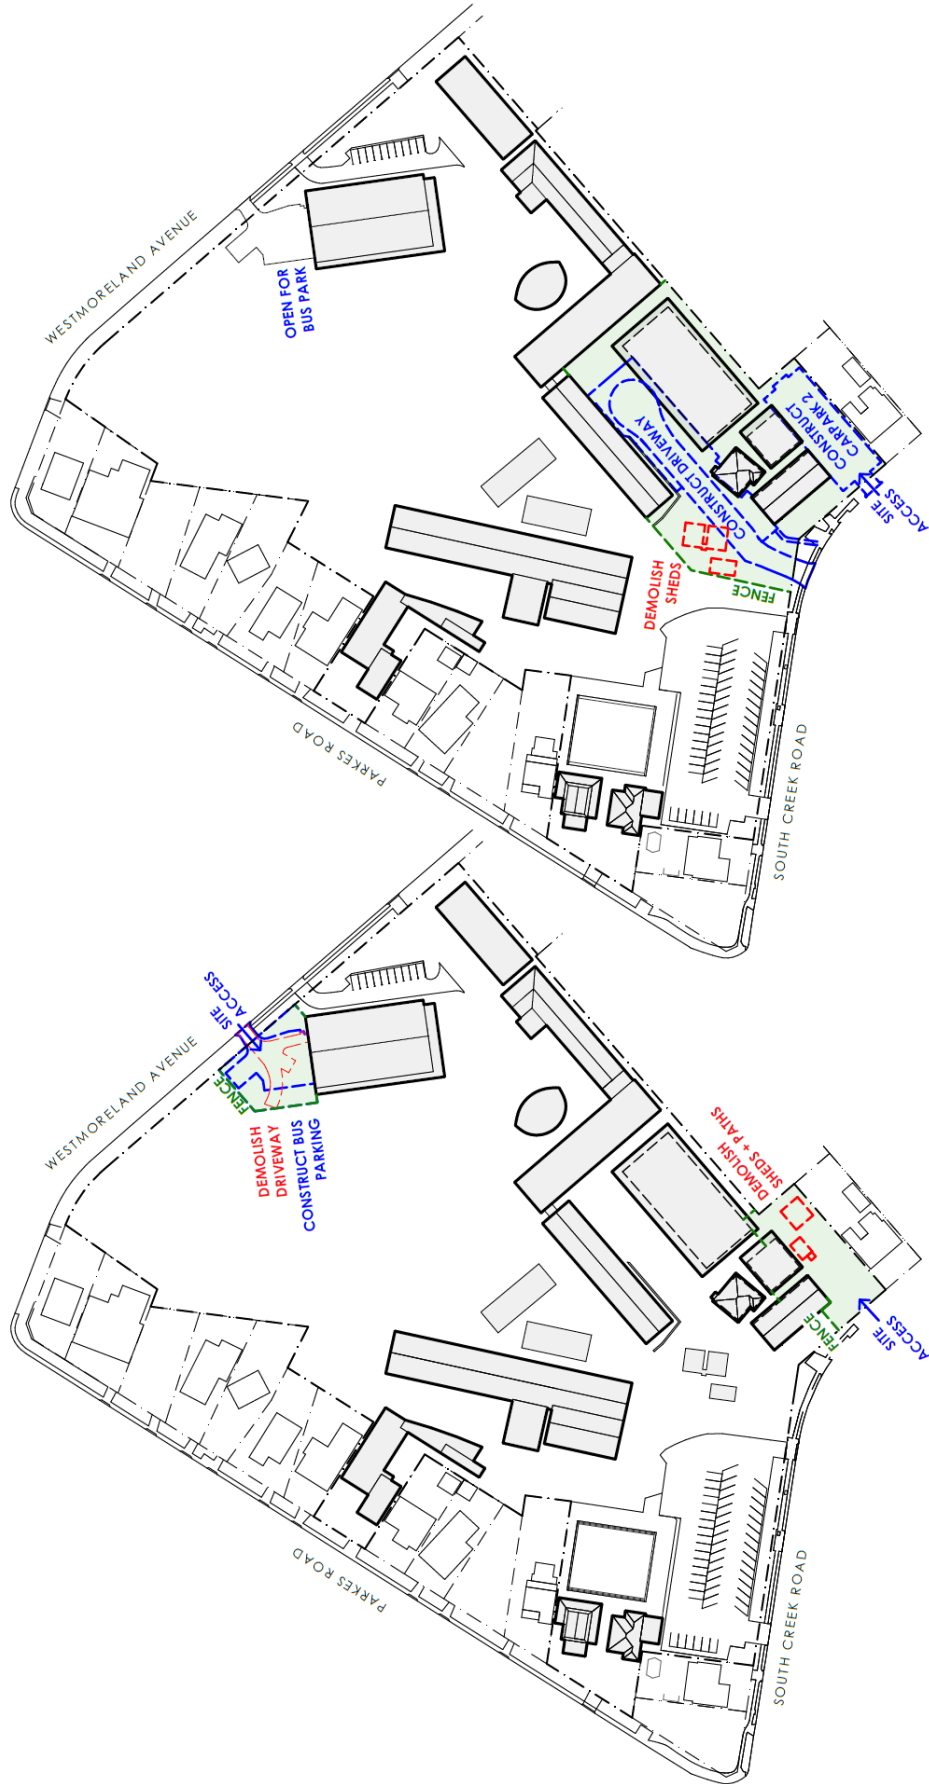 WESTMORELAND AVENUE
OPEN FOR
BUS PARK
CONSTRUCT
CARPARK 2
CONSTRUCT DRIVEWAY
SITE
ACCESS
DEMOLISH
SHEDS
FENCE
PARKES ROAD
SOUTH CREEK ROAD
SITE
ACCESS
WESTMORELAND AVENUE
FENCE
DEMOLISH
DRIVEWAY
CONSTRUCT BUS
PARKING
DEMOLISH
SHEDS + PATHS
SITE
ACCESS
FENCE
PARKES ROAD
SOUTH CREEK ROAD